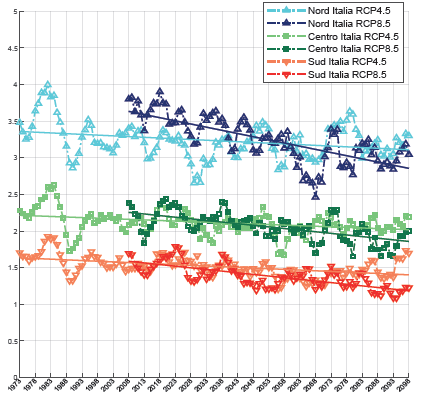 Nord Italia RCP4.5
Nord Italia RCP8.5
Centro Italia RCP4.5
Centro Italia RCP8.5
Sud Italia RCP4.5
Sud Italia RCP8.5
5
4.5
4
3.5
3
2.5
2
1.5
1
0.5
0
1973 1978 1983 1988 1993 1998 2003 2008 2013 2018 2023 2028 2033 2038 2043 2048 2053 2058 2063 2068 2073 2078 2083 2088 2093 2098